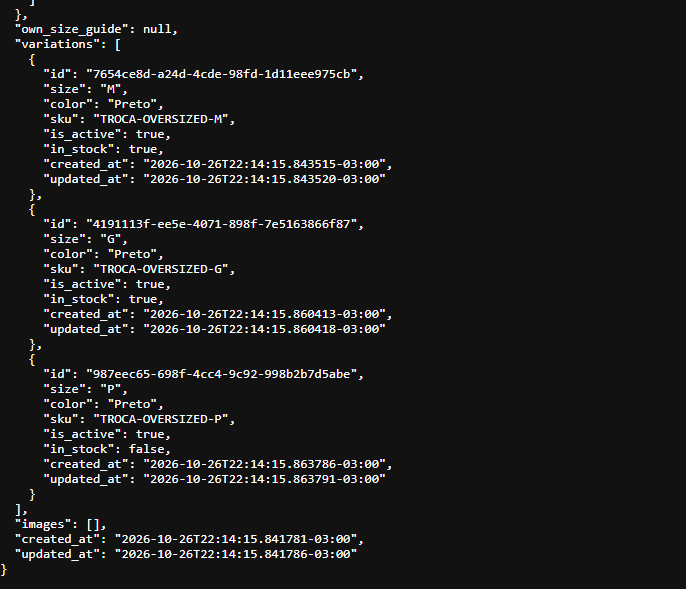 ]
},
"own_size_guide": null,
"variations": [
{
"id": "7654ce8d-a24d-4cde-98fd-1d11eee975cb",
"size": "M",
"color": "Preto",
"sku": "TROCA-OVERSIZED-M",
"is_active": true,
"in_stock": true,
"created_at": "2026-10-26T22:14:15.843515-03:00",
"updated_at": "2026-10-26T22:14:15.843520-03:00"
},
{
"id": "4191113f-ee5e-4071-898f-7e5163866f87",
"size": "G",
"color": "Preto",
"sku": "TROCA-OVERSIZED-G",
"is_active": true,
"in_stock": true,
"created_at": "2026-10-26T22:14:15.860413-03:00",
"updated_at": "2026-10-26T22:14:15.860418-03:00"
},
{
"id": "987eec65-698f-4cc4-9c92-998b2b7d5abe",
"size": "P",
"color": "Preto",
"sku": "TROCA-OVERSIZED-P",
"is_active": true,
"in_stock": false,
"created_at": "2026-10-26T22:14:15.863786-03:00",
"updated_at": "2026-10-26T22:14:15.863791-03:00"
}
],
"images": [],
"created_at": "2026-10-26T22:14:15.841781-03:00",
"updated_at": "2026-10-26T22:14:15.841786-03:00"
}